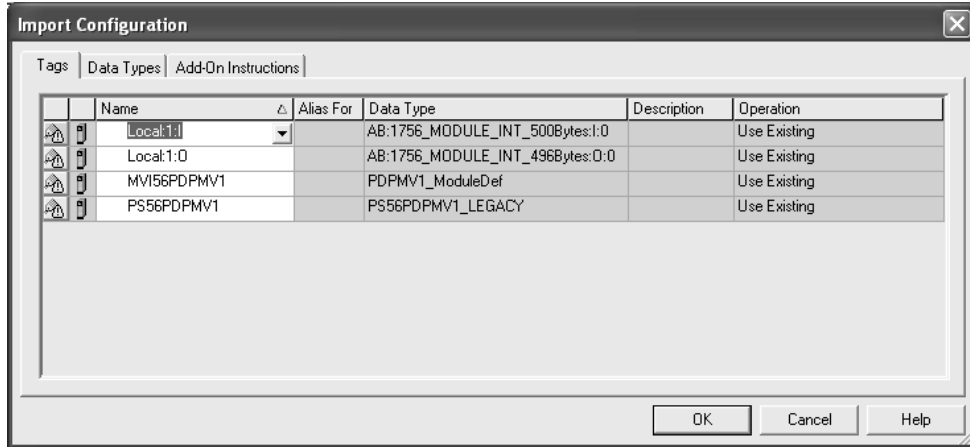 Import Configuration
Tags Data Types Add-On Instructions
Name Alias For Data Type Description Operation
Local:1:I AB:1756_MODULE_INT_500Bytes:I:0 Use Existing
Local:1:O AB:1756_MODULE_INT_496Bytes:O:0 Use Existing
MVI56PDPMV1 PDPMV1_ModuleDef Use Existing
PS56PDPMV1 PS56PDPMV1_LEGACY Use Existing
OK Cancel Help